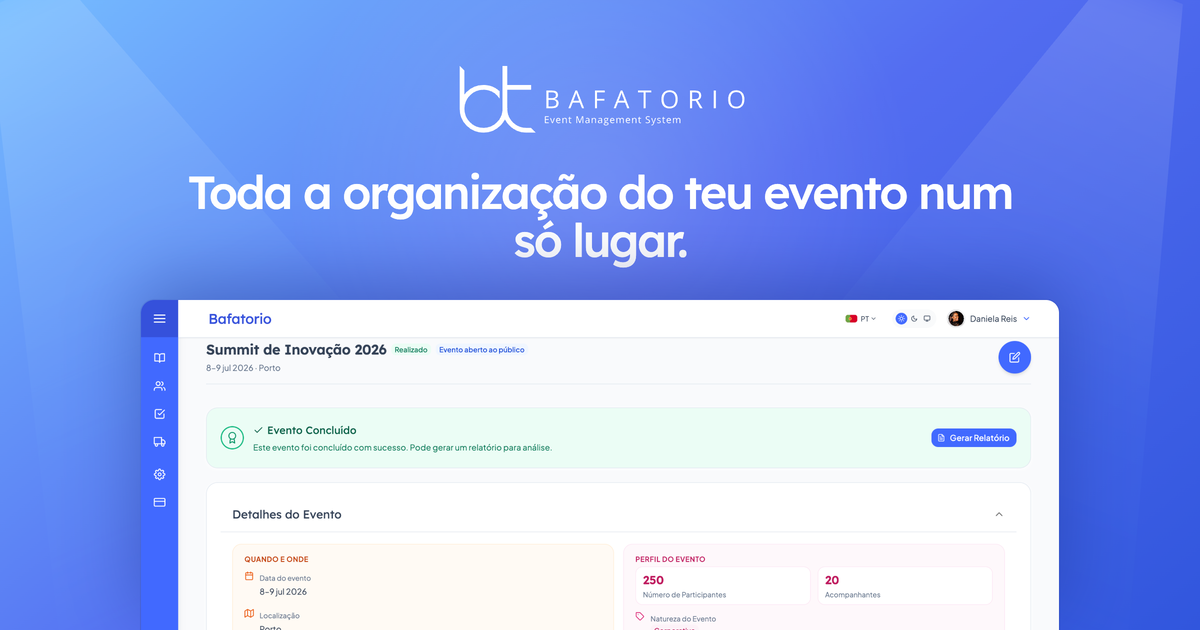 bt
BAFATORIO
Event Management System
Toda a organização do teu evento num
só lugar.
Bafatorio
PT
Daniela Reis
Summit de Inovação 2026
Realizado
Evento aberto ao público
8–9 jul 2026 · Porto
Evento Concluído
Este evento foi concluído com sucesso. Pode gerar um relatório para análise.
Gerar Relatório
Detalhes do Evento
QUANDO E ONDE
Data do evento
8–9 jul 2026
Localização
Porto
PERFIL DO EVENTO
250
Número de Participantes
20
Acompanhantes
Natureza do Evento
Corporativo